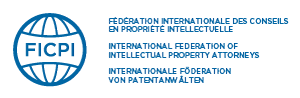 FICPI
FÉDÉRATION INTERNATIONALE DES CONSEILS
EN PROPRIÉTÉ INTELLECTUELLE
INTERNATIONAL FEDERATION OF
INTELLECTUAL PROPERTY ATTORNEYS
INTERNATIONALE FÖDERATION
VON PATENTANWÄLTEN